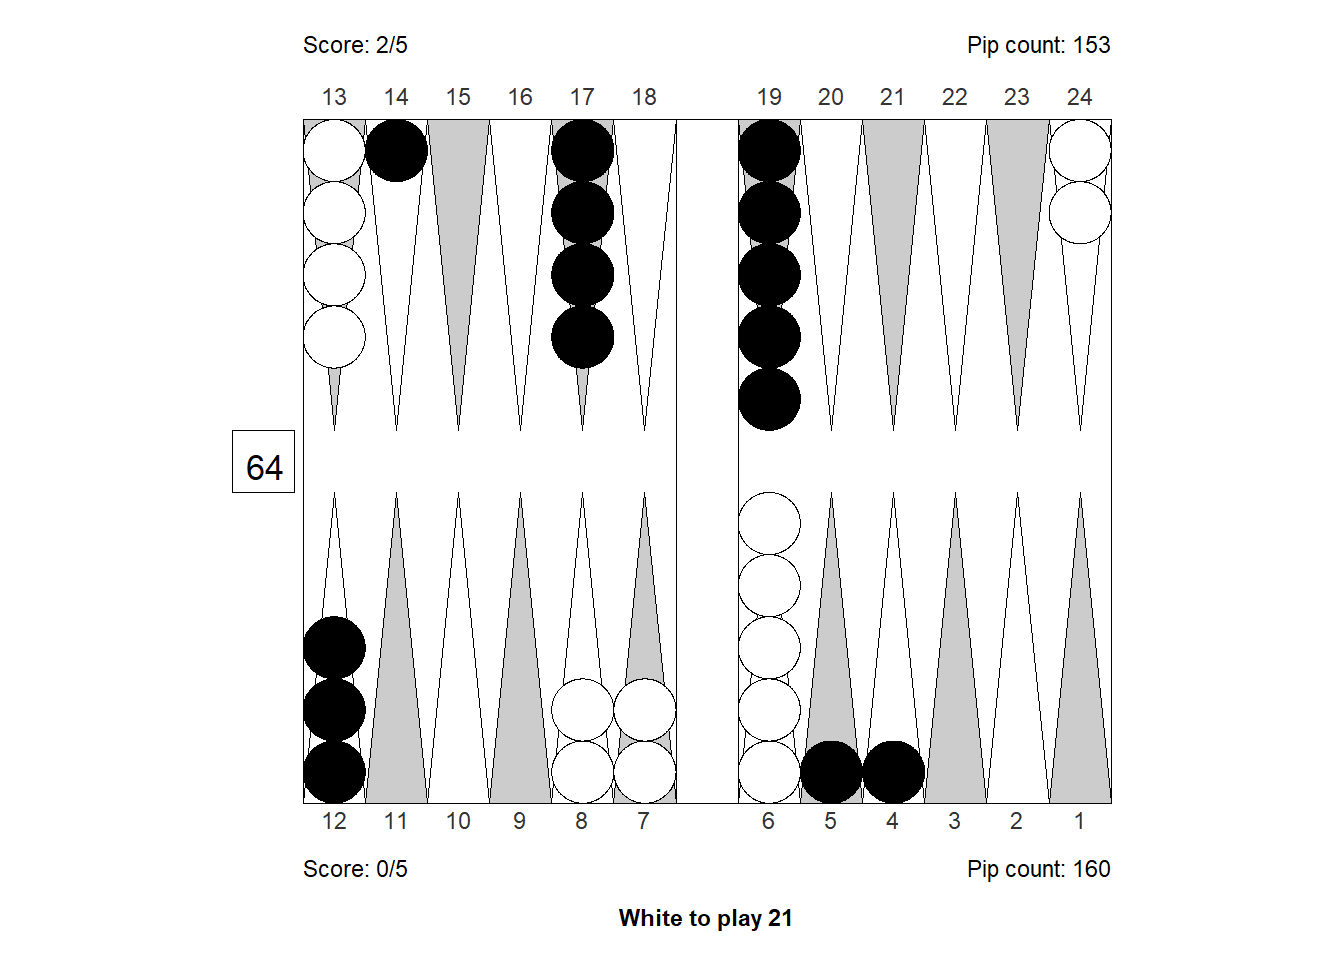 Score: 2/5 Pip count: 153
13 14 15 16 17 18 19 20 21 22 23 24
64
12 11 10 9 8 7 6 5 4 3 2 1
Score: 0/5 Pip count: 160
White to play 21